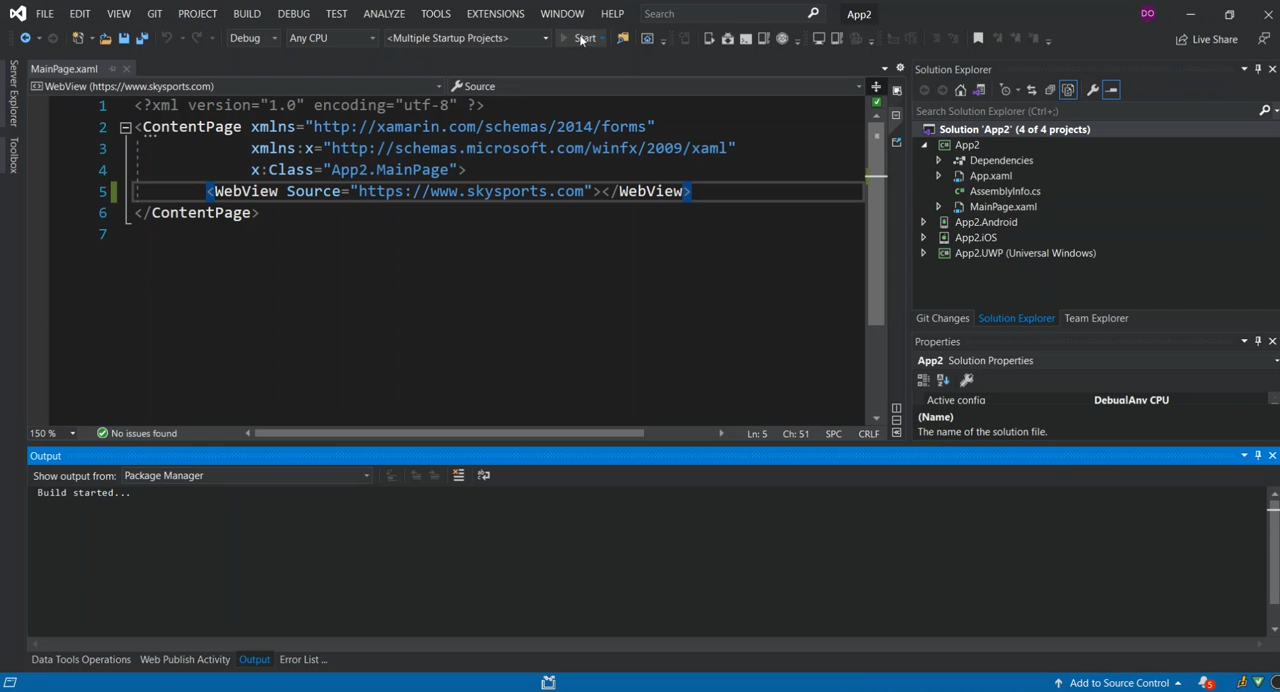 FILE EDIT VIEW GIT PROJECT BUILD DEBUG TEST ANALYZE TOOLS EXTENSIONS WINDOW HELP Search App2 DO
Debug Any CPU <Multiple Startup Projects> Start Live Share
Server Explorer
Toolbox
MainPage.xaml
WebView (https://www.skysports.com) Source
1 <?xml version="1.0" encoding="utf-8" ?>
2 <ContentPage xmlns="http://xamarin.com/schemas/2014/forms"
3 xmlns:x="http://schemas.microsoft.com/winfx/2009/xaml"
4 x:Class="App2.MainPage">
5 <WebView Source="https://www.skysports.com"></WebView>
6 </ContentPage>
7
150 % No issues found Ln: 5 Ch: 51 SPC CRLF
Solution Explorer
Search Solution Explorer (Ctrl+;)
Solution 'App2' (4 of 4 projects)
App2
Dependencies
App.xaml
AssemblyInfo.cs
MainPage.xaml
App2.Android
App2.iOS
App2.UWP (Universal Windows)
Git Changes Solution Explorer Team Explorer
Properties
App2 Solution Properties
Active config Debug|Any CPU
(Name)
The name of the solution file.
Output
Show output from: Package Manager
Build started...
Data Tools Operations Web Publish Activity Output Error List ...
Add to Source Control 5